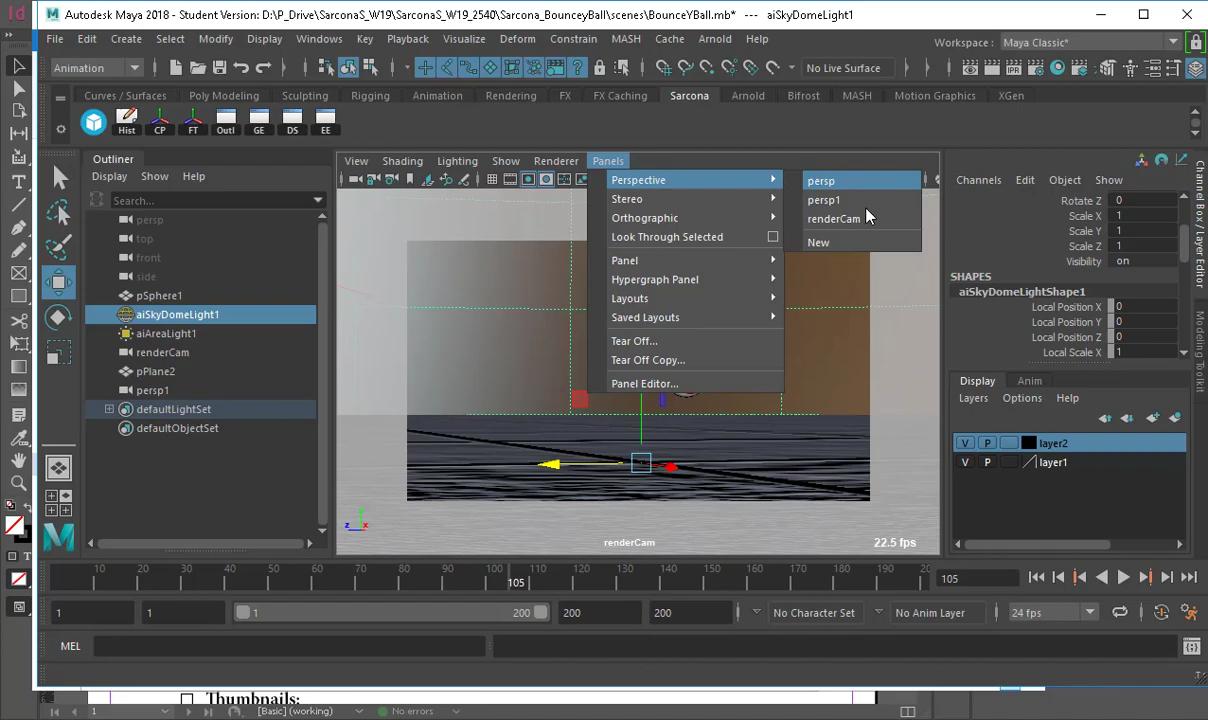 Autodesk Maya 2018 - Student Version: D:\P_Drive\SarconaS_W19\SarconaS_W19_2540\Sarcona_BounceyBall\scenes\BounceYBall.mb*   ---   aiSkyDomeLight1
File Edit Create Select Modify Display Windows Key Playback Visualize Deform Constrain MASH Cache Arnold Help
Workspace : Maya Classic*
Animation
No Live Surface
Curves / Surfaces Poly Modeling Sculpting Rigging Animation Rendering FX FX Caching Sarcona Arnold Bifrost MASH Motion Graphics XGen
Hist CP FT Outl GE DS EE
Outliner
Display Show Help
Search...
persp
top
front
side
pSphere1
aiSkyDomeLight1
aiAreaLight1
renderCam
pPlane2
persp1
defaultLightSet
defaultObjectSet
View Shading Lighting Show Renderer Panels
Perspective
Stereo
Orthographic
Look Through Selected
Panel
Hypergraph Panel
Layouts
Saved Layouts
Tear Off...
Tear Off Copy...
Panel Editor...
persp
persp1
renderCam
New
y
z x
renderCam
22.5 fps
Channels Edit Object Show
Rotate Z 0
Scale X 1
Scale Y 1
Scale Z 1
Visibility on
SHAPES
aiSkyDomeLightShape1
Local Position X 0
Local Position Y 0
Local Position Z 0
Local Scale X 1
Display Anim
Layers Options Help
V P layer2
V P layer1
Channel Box / Layer Editor
Modeling Toolkit
10 20 30 40 50 60 70 80 90 100 105 110 120 130 140 150 160 170 180 190 20
105
1 1 1 200 200 200
No Character Set
No Anim Layer
24 fps
MEL
Thumbnails:
1
[Basic] (working)
No errors